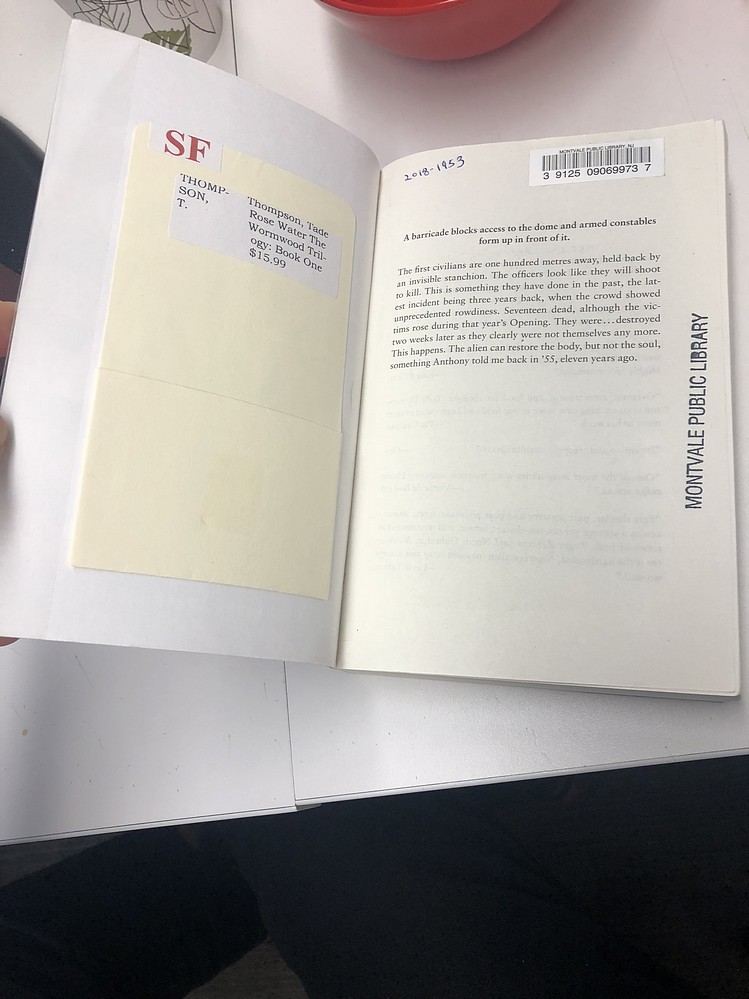 SF
THOMP-
SON,
T.
Thompson, Tade
Rose Water The
Wormwood Tril-
ogy: Book One
$15.99
2018-1953
MONTVALE PUBLIC LIBRARY, NJ
3 9125 09069973 7
A barricade blocks access to the dome and armed constables
form up in front of it.
The first civilians are one hundred metres away, held back by
an invisible stanchion. The officers look like they will shoot
to kill. This is something they have done in the past, the lat-
est incident being three years back, when the crowd showed
unprecedented rowdiness. Seventeen dead, although the vic-
tims rose during that year's Opening. They were...destroyed
two weeks later as they clearly were not themselves any more.
This happens. The alien can restore the body, but not the soul,
something Anthony told me back in '55, eleven years ago.
MONTVALE PUBLIC LIBRARY